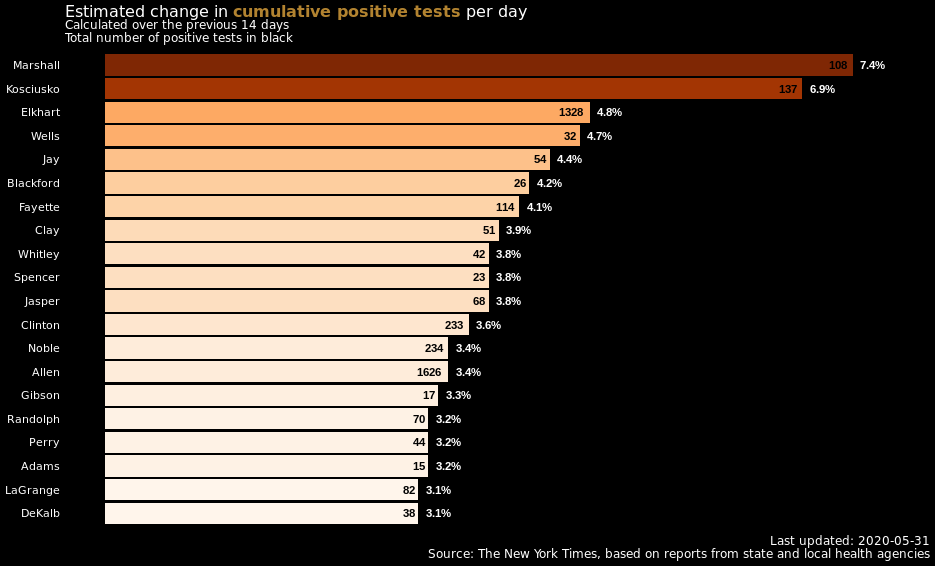 Estimated change in cumulative positive tests per day
Calculated over the previous 14 days
Total number of positive tests in black
Marshall 108 7.4%
Kosciusko 137 6.9%
Elkhart 1328 4.8%
Wells 32 4.7%
Jay 54 4.4%
Blackford 26 4.2%
Fayette 114 4.1%
Clay 51 3.9%
Whitley 42 3.8%
Spencer 23 3.8%
Jasper 68 3.8%
Clinton 233 3.6%
Noble 234 3.4%
Allen 1626 3.4%
Gibson 17 3.3%
Randolph 70 3.2%
Perry 44 3.2%
Adams 15 3.2%
LaGrange 82 3.1%
DeKalb 38 3.1%
Last updated: 2020-05-31
Source: The New York Times, based on reports from state and local health agencies